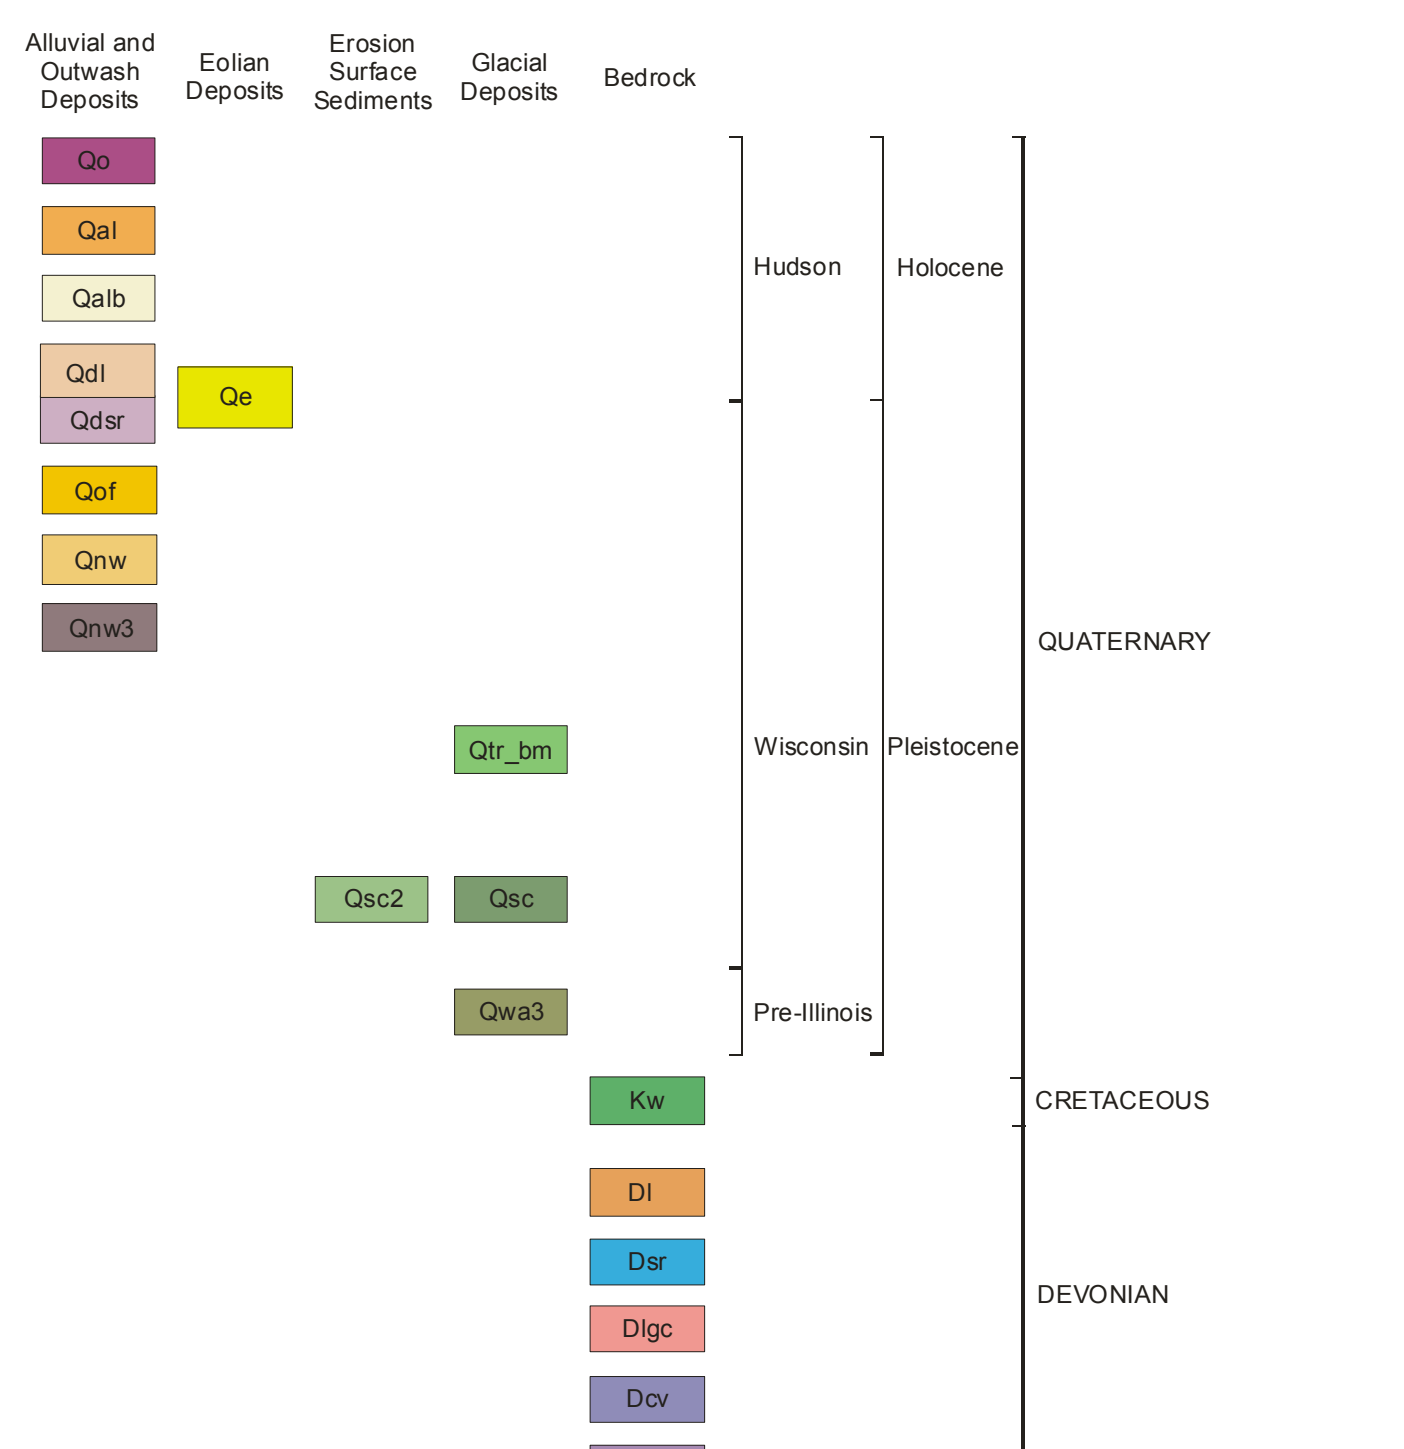 Alluvial and
Outwash
Deposits
Eolian
Deposits
Erosion
Surface
Sediments
Glacial
Deposits
Bedrock
Qo
Qal
Qalb
Qdl
Qdsr
Qe
Qof
Qnw
Qnw3
Qtr_bm
Qsc2
Qsc
Qwa3
Kw
Dl
Dsr
Dlgc
Dcv
Hudson
Wisconsin
Pre-Illinois
Holocene
Pleistocene
QUATERNARY
CRETACEOUS
DEVONIAN